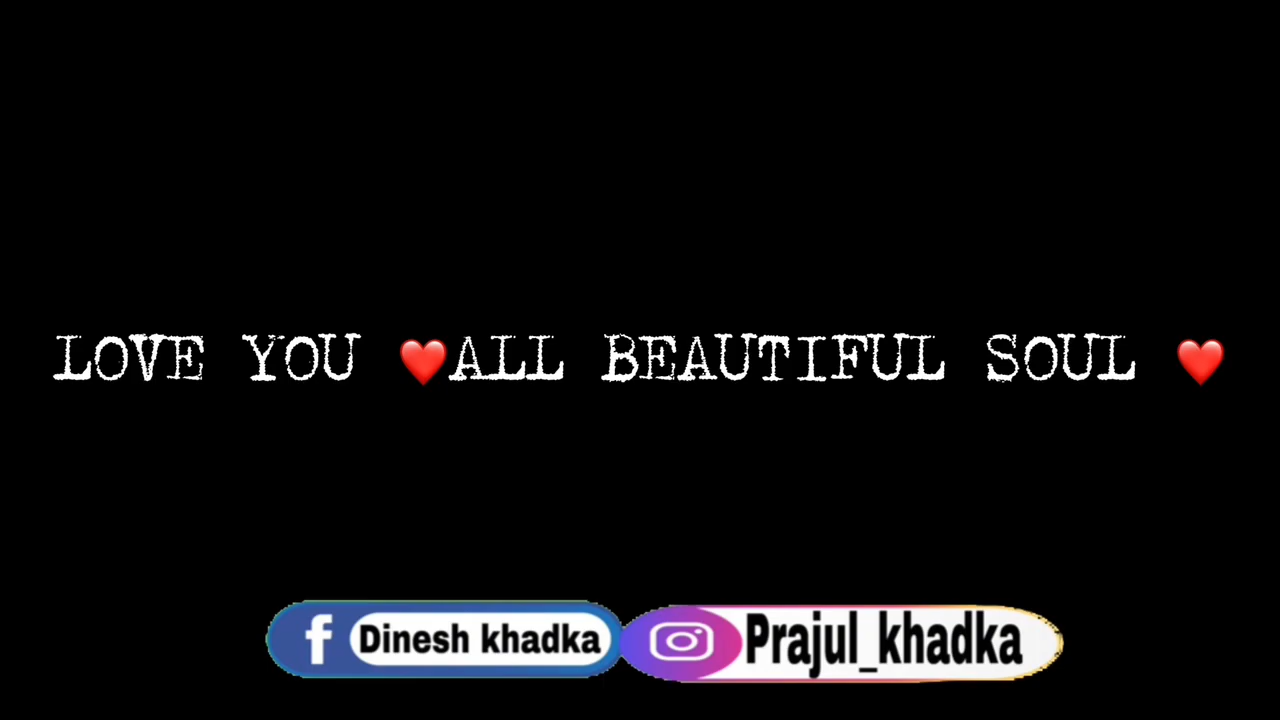 LOVE YOU ❤️ALL BEAUTIFUL SOUL ❤️
Dinesh khadka Prajul_khadka